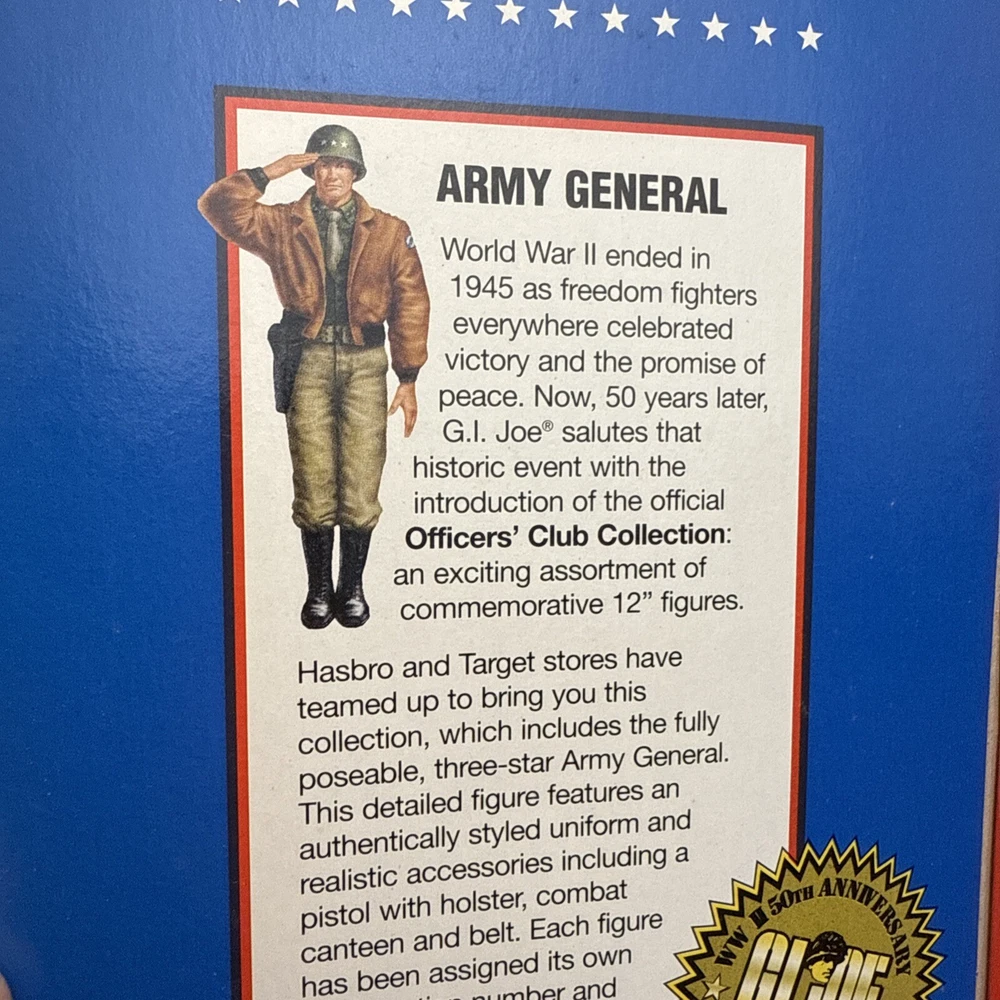 ARMY GENERAL
World War II ended in
1945 as freedom fighters
everywhere celebrated
victory and the promise of
peace. Now, 50 years later,
G.I. Joe® salutes that
historic event with the
introduction of the official
Officers' Club Collection:
an exciting assortment of
commemorative 12” figures.
Hasbro and Target stores have
teamed up to bring you this
collection, which includes the fully
poseable, three-star Army General.
This detailed figure features an
authentically styled uniform and
realistic accessories including a
pistol with holster, combat
canteen and belt. Each figure
has been assigned its own
number and
WW II 50TH ANNIVERSARY
GI JOE